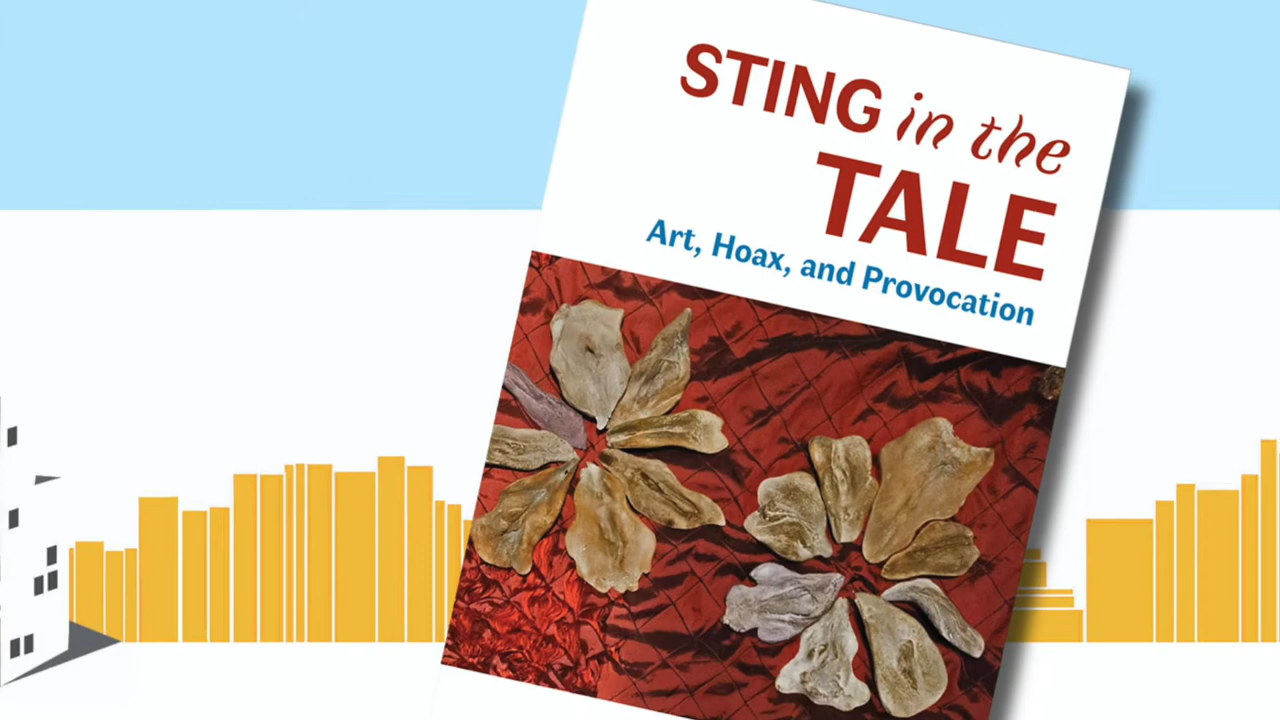 STING in the
TALE
Art, Hoax, and Provocation